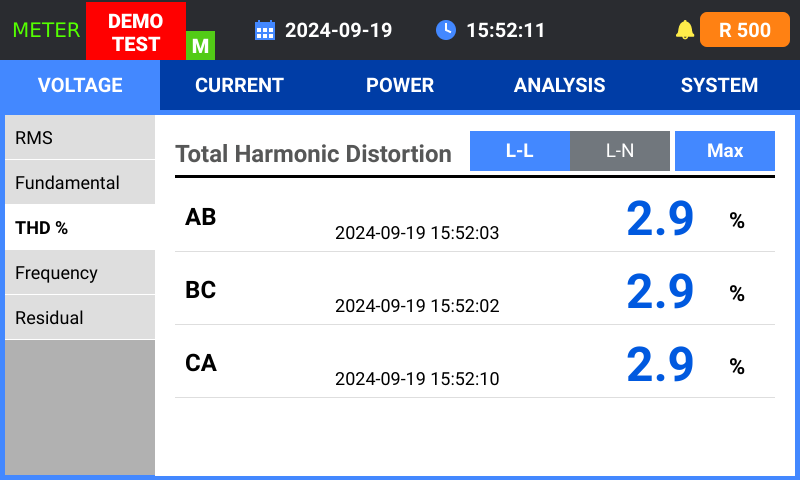 METER
DEMO
TEST
M
2024-09-19
15:52:11
R 500
VOLTAGE
CURRENT
POWER
ANALYSIS
SYSTEM
RMS
Fundamental
THD %
Frequency
Residual
Total Harmonic Distortion
L-L
L-N
Max
AB 2024-09-19 15:52:03 2.9 %
BC 2024-09-19 15:52:02 2.9 %
CA 2024-09-19 15:52:10 2.9 %